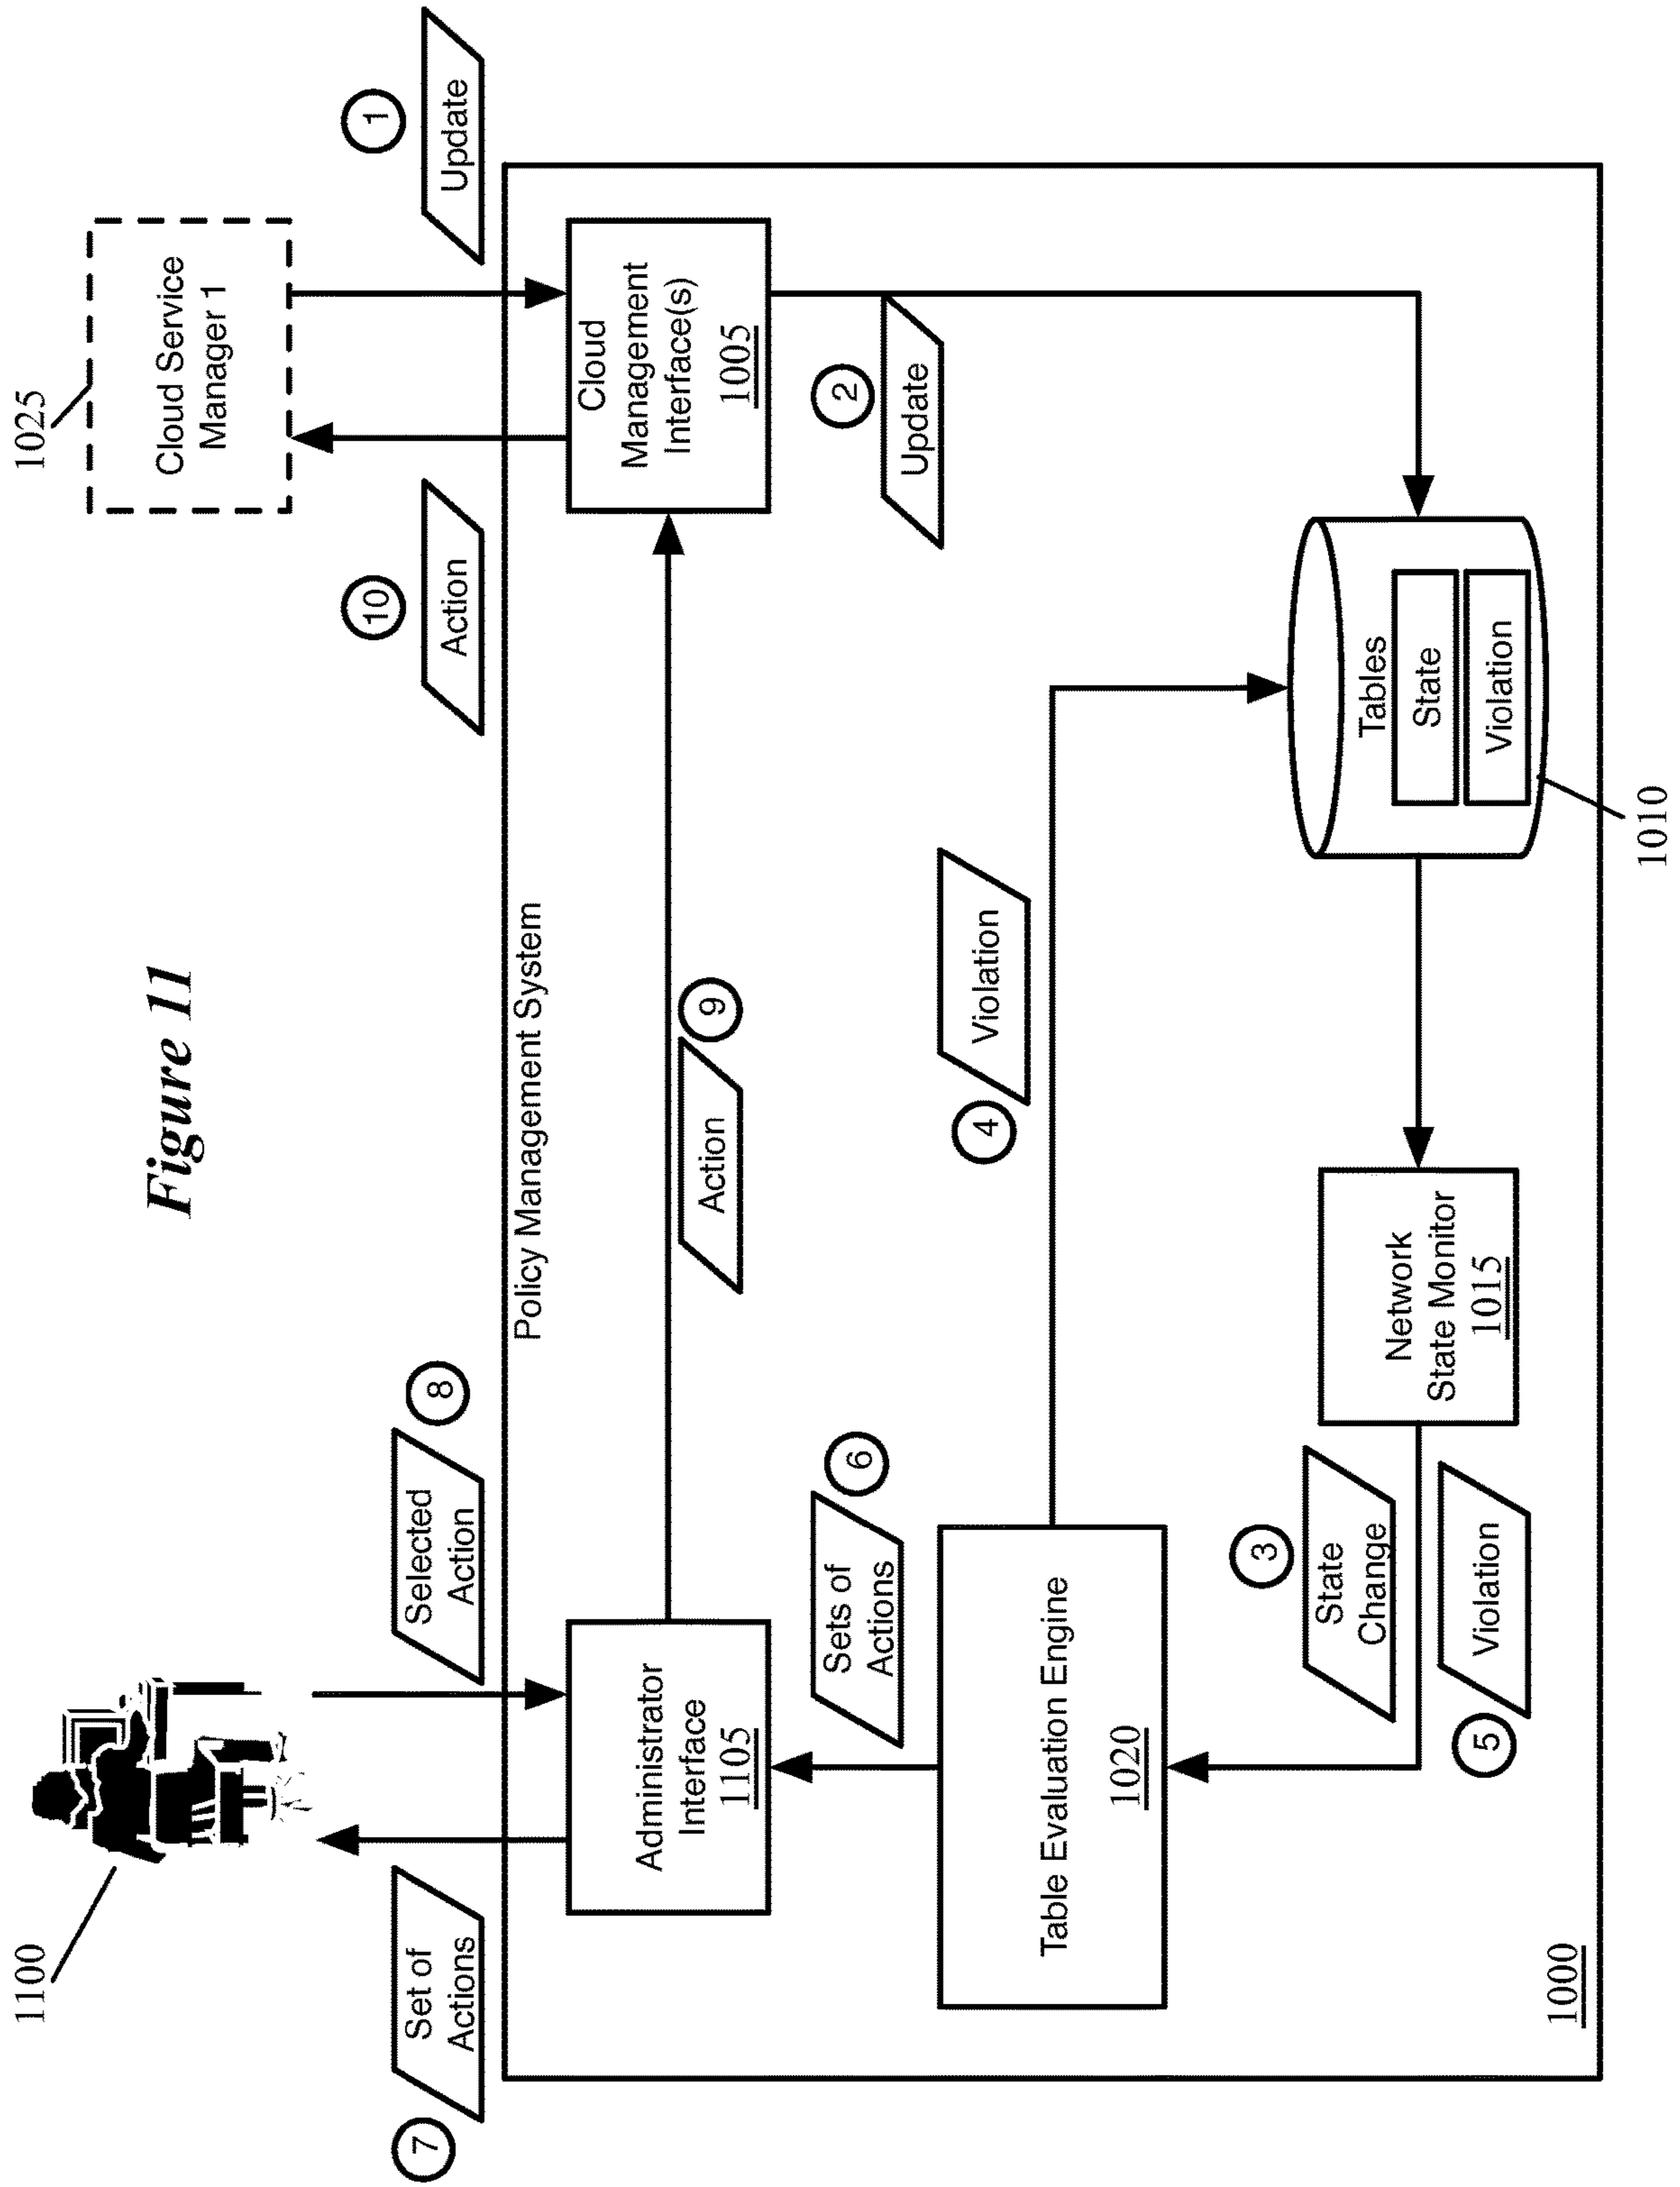 Figure 11
1100
1025
Cloud Service
Manager 1
7
Set of
Actions
Selected
Action
8
10
Action
1
Update
Policy Management System
Administrator
Interface
1105
Action
9
Cloud
Management
Interface(s)
1005
Sets of
Actions
6
2
Update
Table Evaluation Engine
1020
4
Violation
3
State
Change
5
Violation
Network
State Monitor
1015
Tables
State
Violation
1010
1000